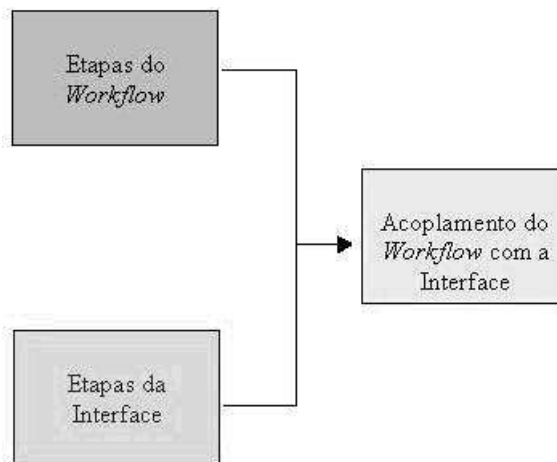 Etapas do
Workflow
Acoplamento do
Workflow com a
Interface
Etapas da
Interface